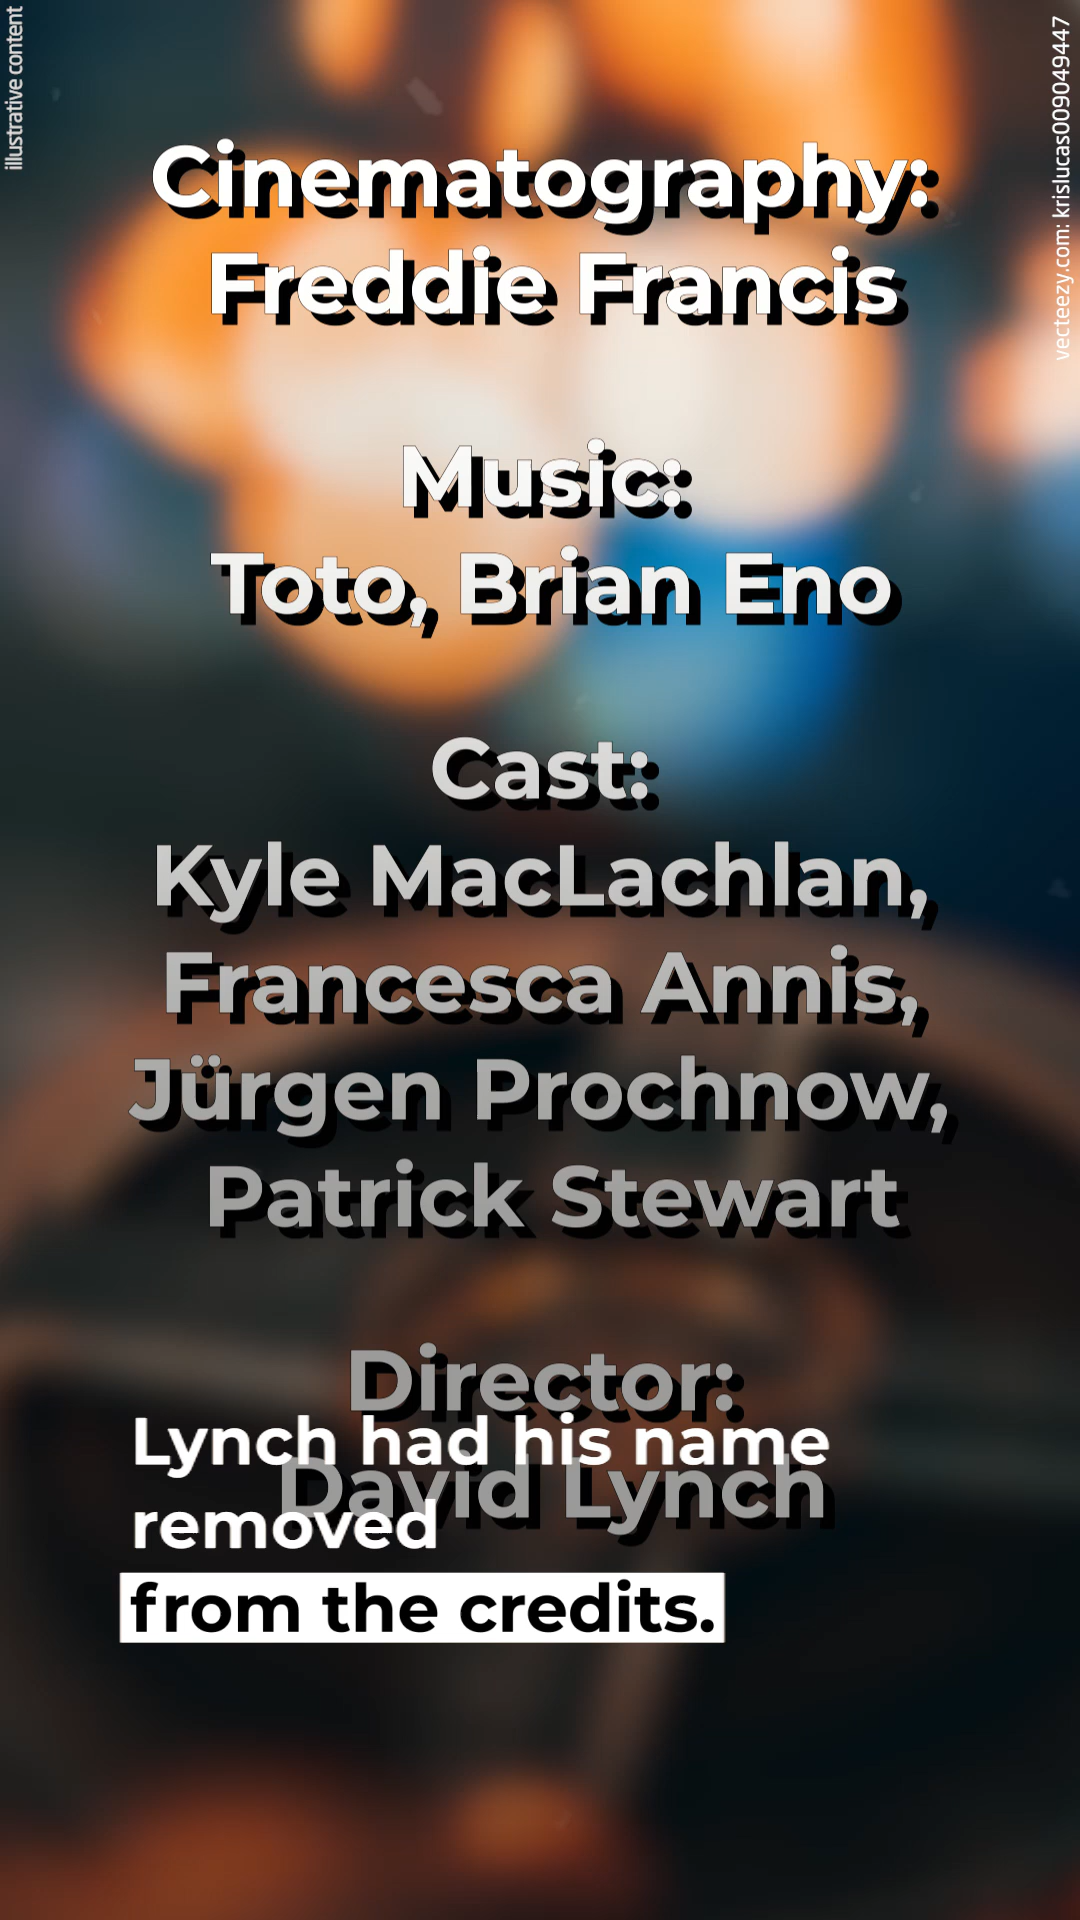 illustrative content
vecteezy.com: krislucas009049447
Cinematography:
Freddie Francis
Music:
Toto, Brian Eno
Cast:
Kyle MacLachlan,
Francesca Annis,
Jürgen Prochnow,
Patrick Stewart
Director:
David Lynch
Lynch had his name
removed
from the credits.